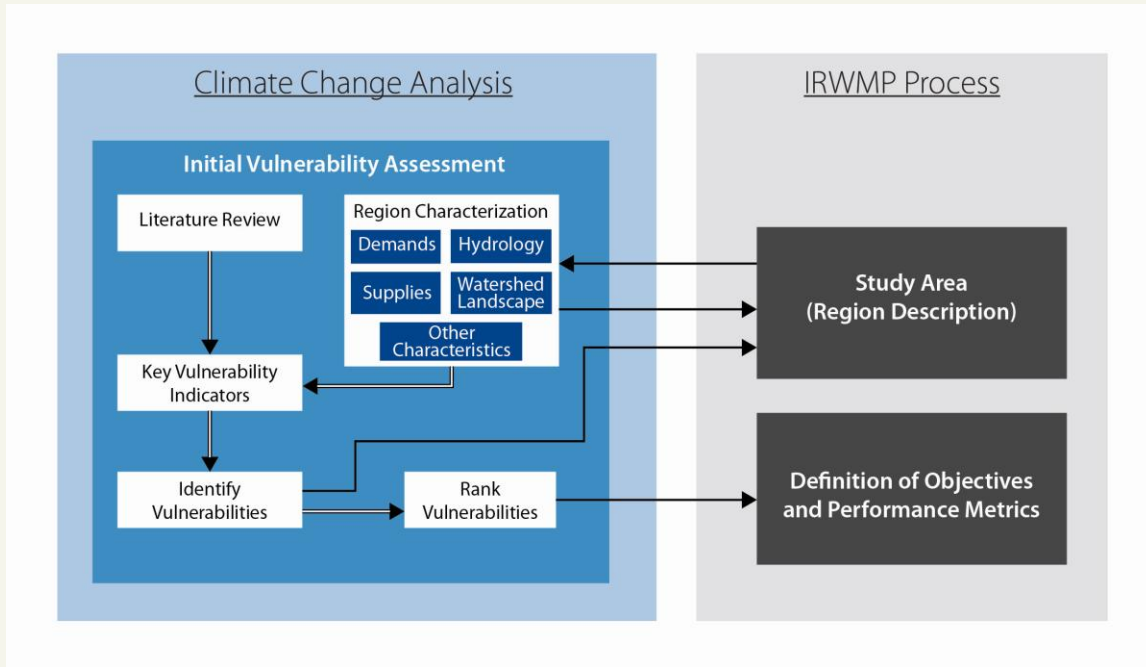 Climate Change Analysis
IRWMP Process
Initial Vulnerability Assessment
Literature Review
Region Characterization
Demands
Hydrology
Supplies
Watershed
Landscape
Other
Characteristics
Key Vulnerability
Indicators
Identify
Vulnerabilities
Rank
Vulnerabilities
Study Area
(Region Description)
Definition of Objectives
and Performance Metrics